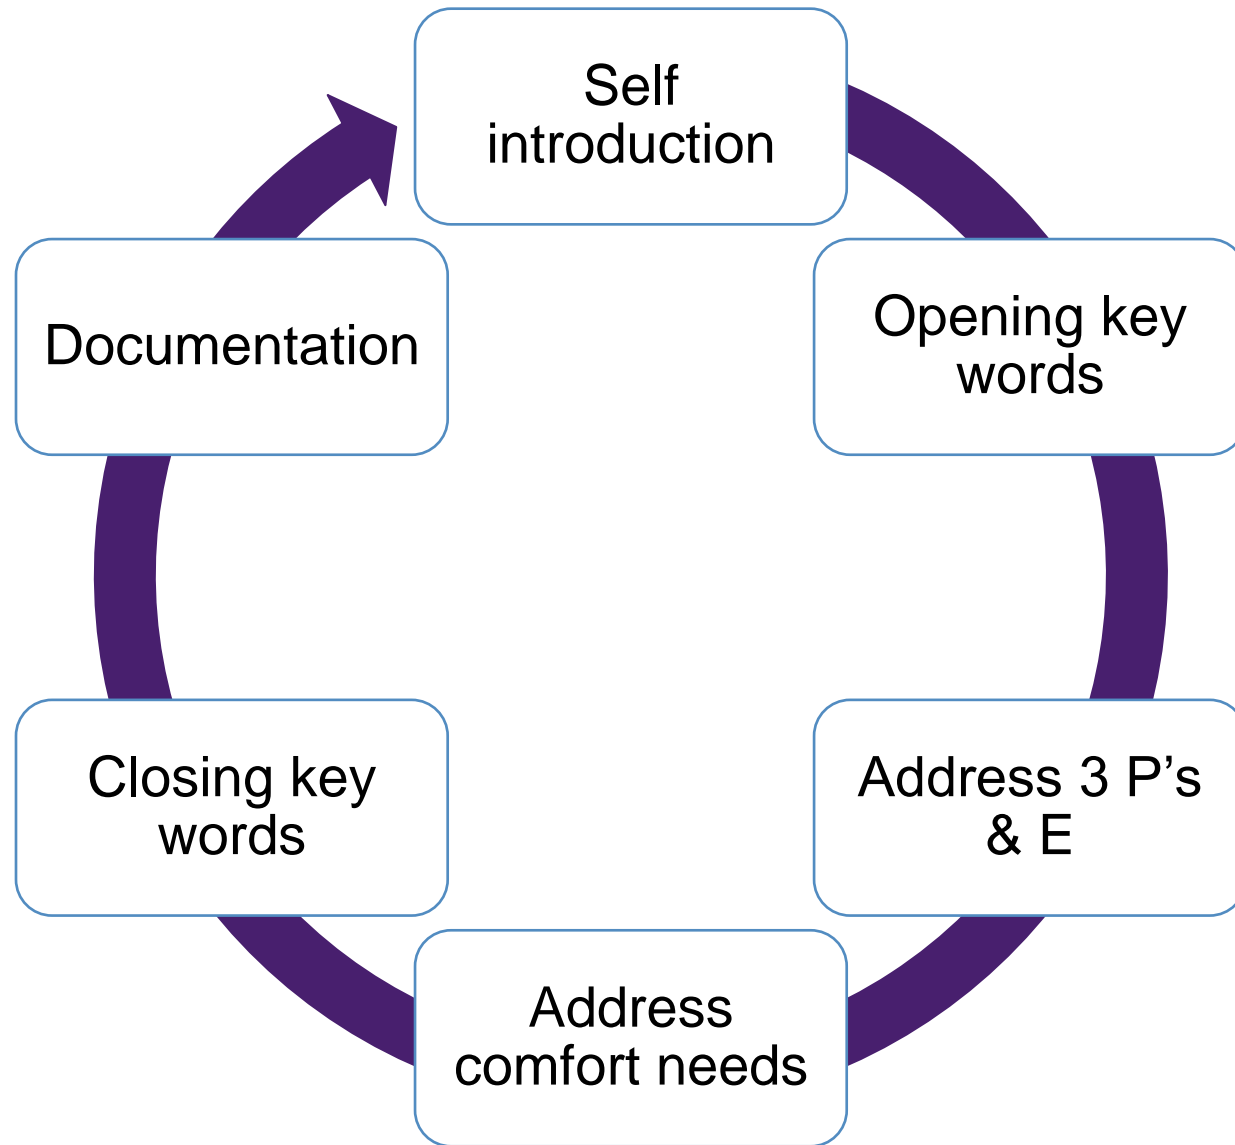 Self
introduction
Opening key
words
Address 3 P’s
& E
Address
comfort needs
Closing key
words
Documentation